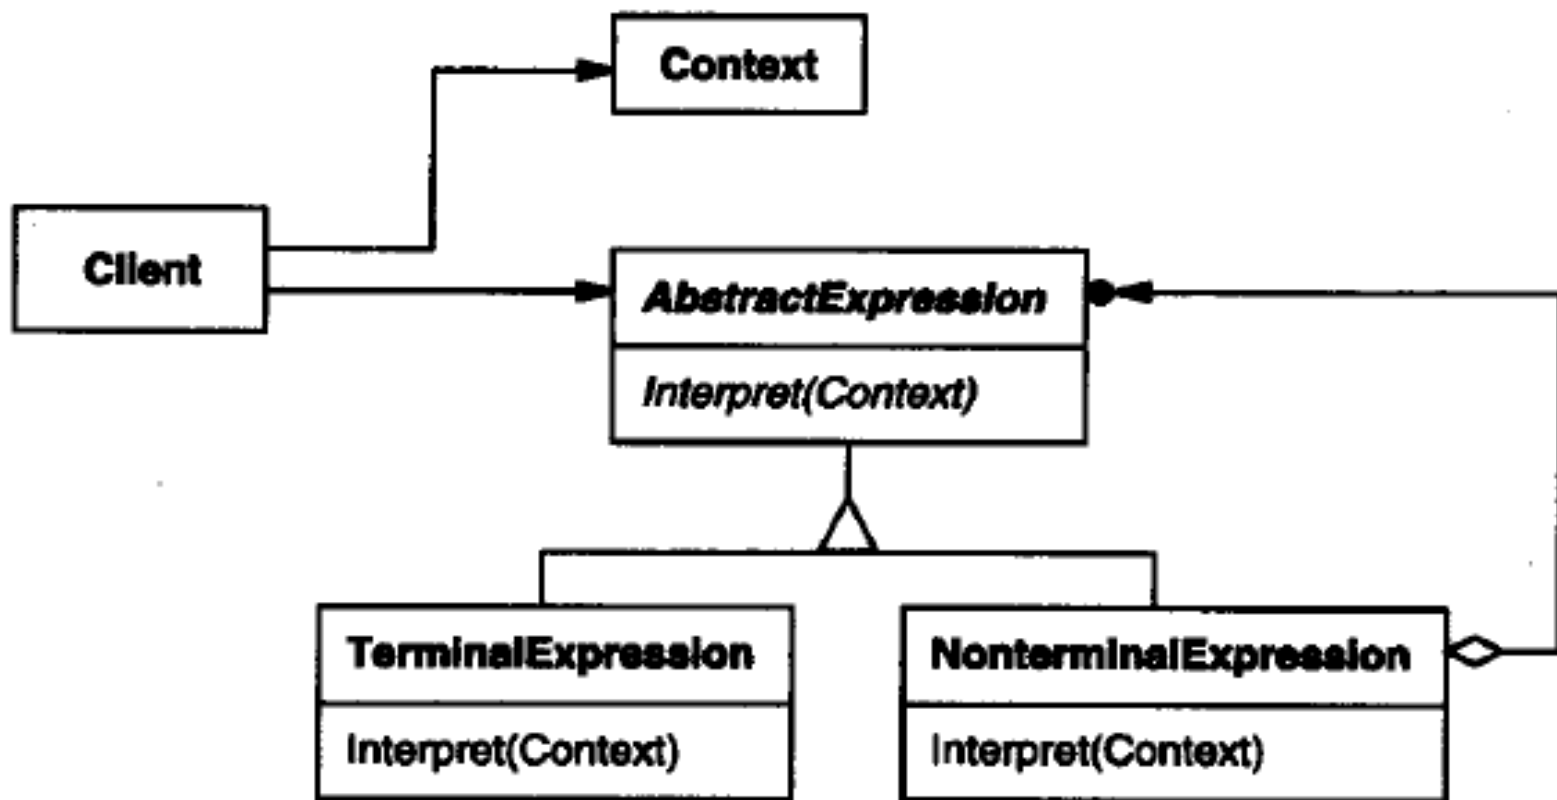 Context
Client
AbstractExpression
Interpret(Context)
TerminalExpression
Interpret(Context)
NonterminalExpression
Interpret(Context)